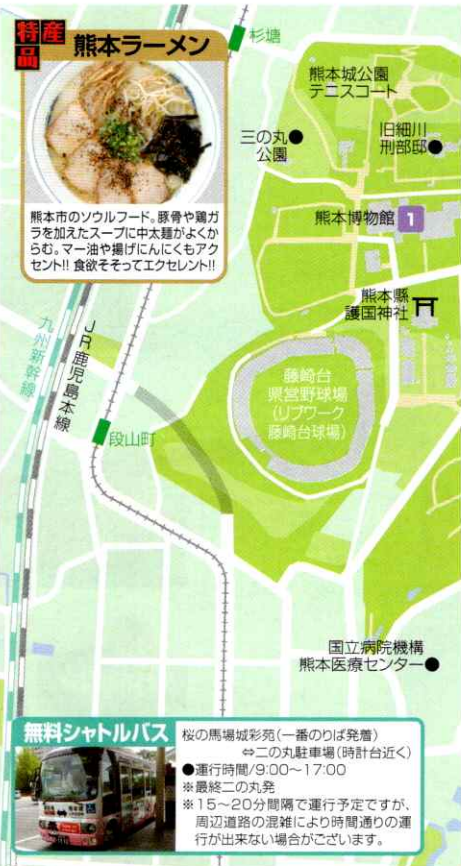 特産品
熊本ラーメン
熊本市のソウルフード。豚骨や鶏ガ
ラを加えたスープに中太麺がよくか
らむ。マー油や揚げにんにくもアク
セント!! 食欲そそってエクセレント!!
杉塘
熊本城公園
テニスコート
三の丸●
公園
旧細川
刑部邸●
熊本博物館 1
熊本縣
護国神社
九州新幹線
JR鹿児島本線
藤崎台
県営野球場
(リブワーク
藤崎台球場)
段山町
国立病院機構
熊本医療センター●
無料シャトルバス
桜の馬場城彩苑(一番のりば発着)
⇔二の丸駐車場(時計台近く)
●運行時間/9:00〜17:00
※最終二の丸発
※15〜20分間隔で運行予定ですが、
周辺道路の混雑により時間通りの運
行が出来ない場合がございます。